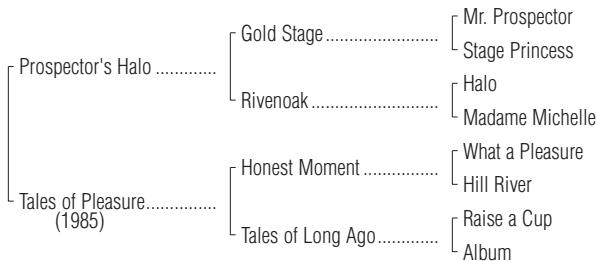 Mr. Prospector
Gold Stage..........................
Stage Princess
Prospector's Halo .............
Halo
Rivenoak.............................
Madame Michelle
What a Pleasure
Honest Moment .................
Hill River
Tales of Pleasure...............
(1985)
Raise a Cup
Tales of Long Ago.............
Album